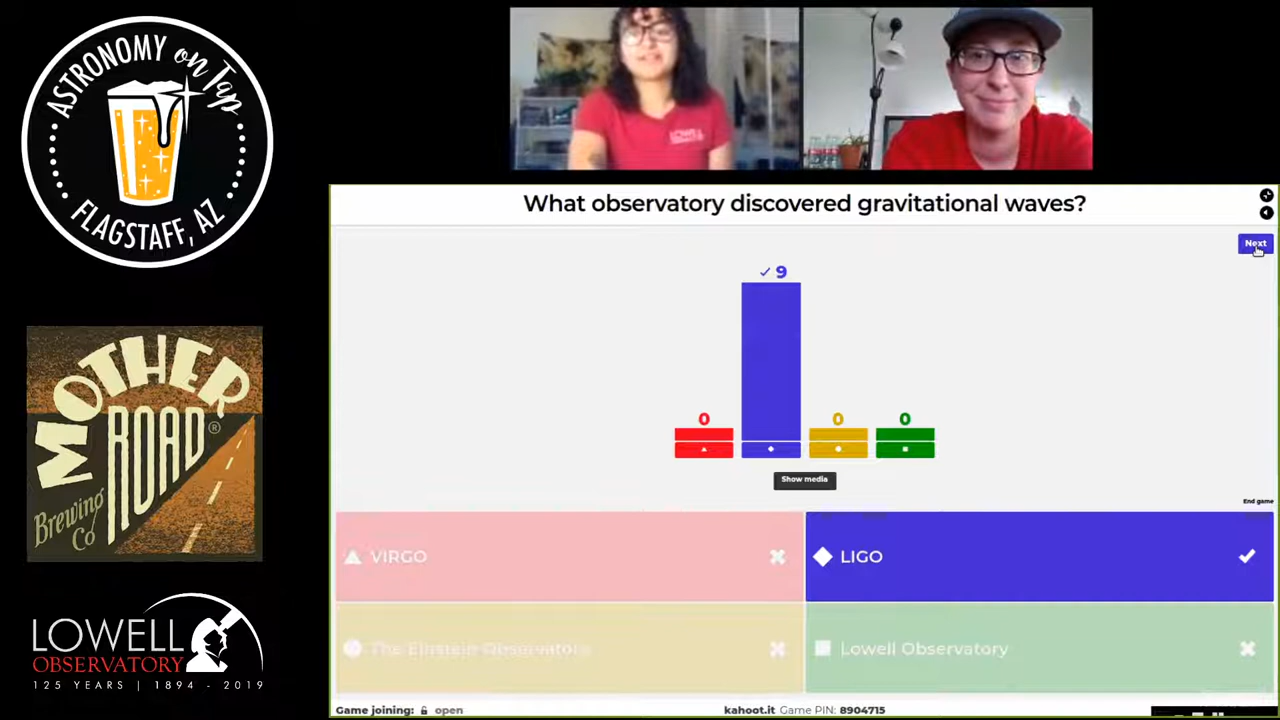 ASTRONOMY on Tap
FLAGSTAFF, AZ
MOTHER
ROAD®
Brewing
Co
LOWELL
OBSERVATORY
125 YEARS | 1894 - 2019
LOWELL
What observatory discovered gravitational waves?
Next
9
0
0
0
Show media
End game
VIRGO
LIGO
The Einstein Observatory
Lowell Observatory
Game joining: open
kahoot.it Game PIN: 8904715